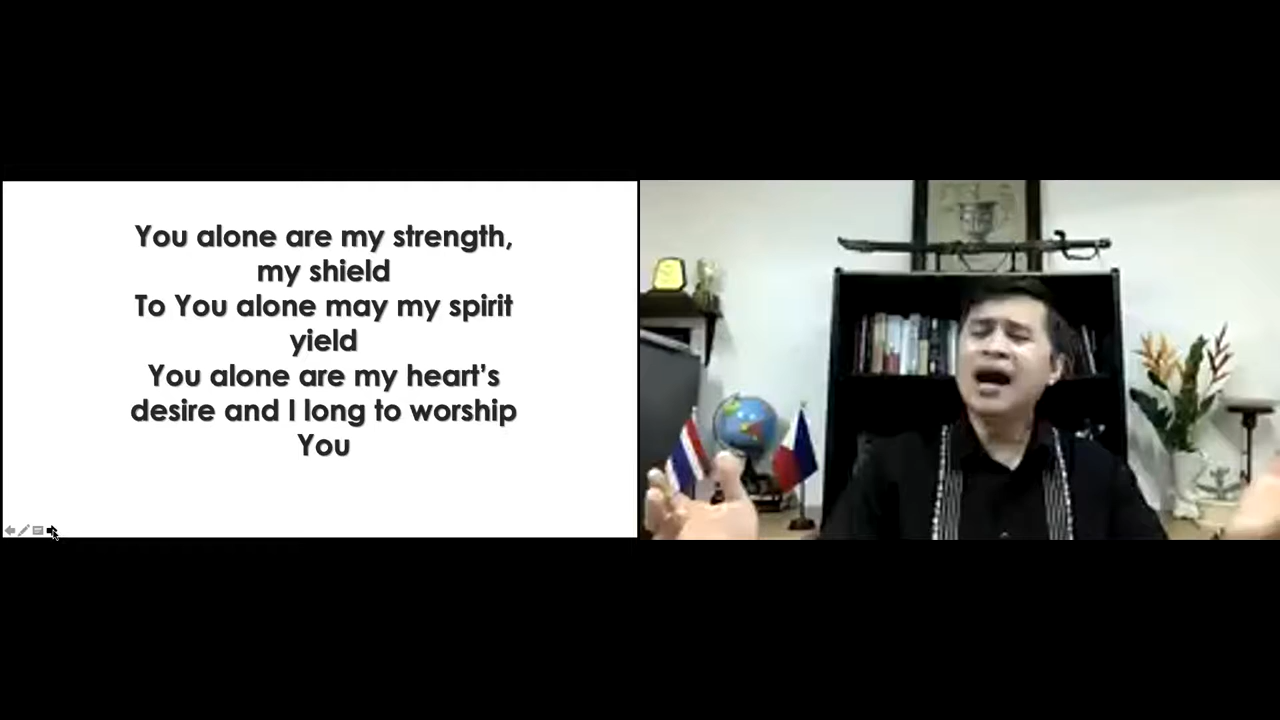 You alone are my strength,
my shield
To You alone may my spirit
yield
You alone are my heart's
desire and I long to worship
You